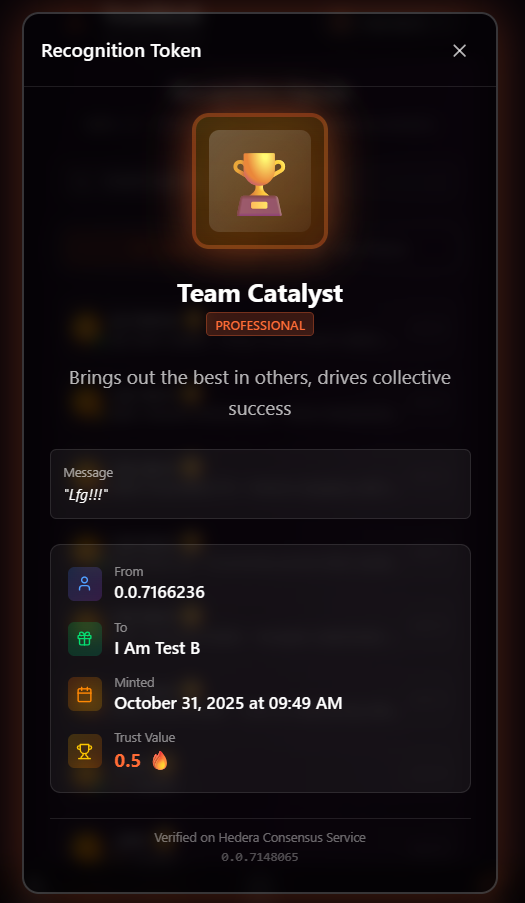 Recognition Token
Team Catalyst
PROFESSIONAL
Brings out the best in others, drives collective
success
Message
"Lfg!!!"
From
0.0.7166236
To
I Am Test B
Minted
October 31, 2025 at 09:49 AM
Trust Value
0.5 🔥
Verified on Hedera Consensus Service
0.0.7148065